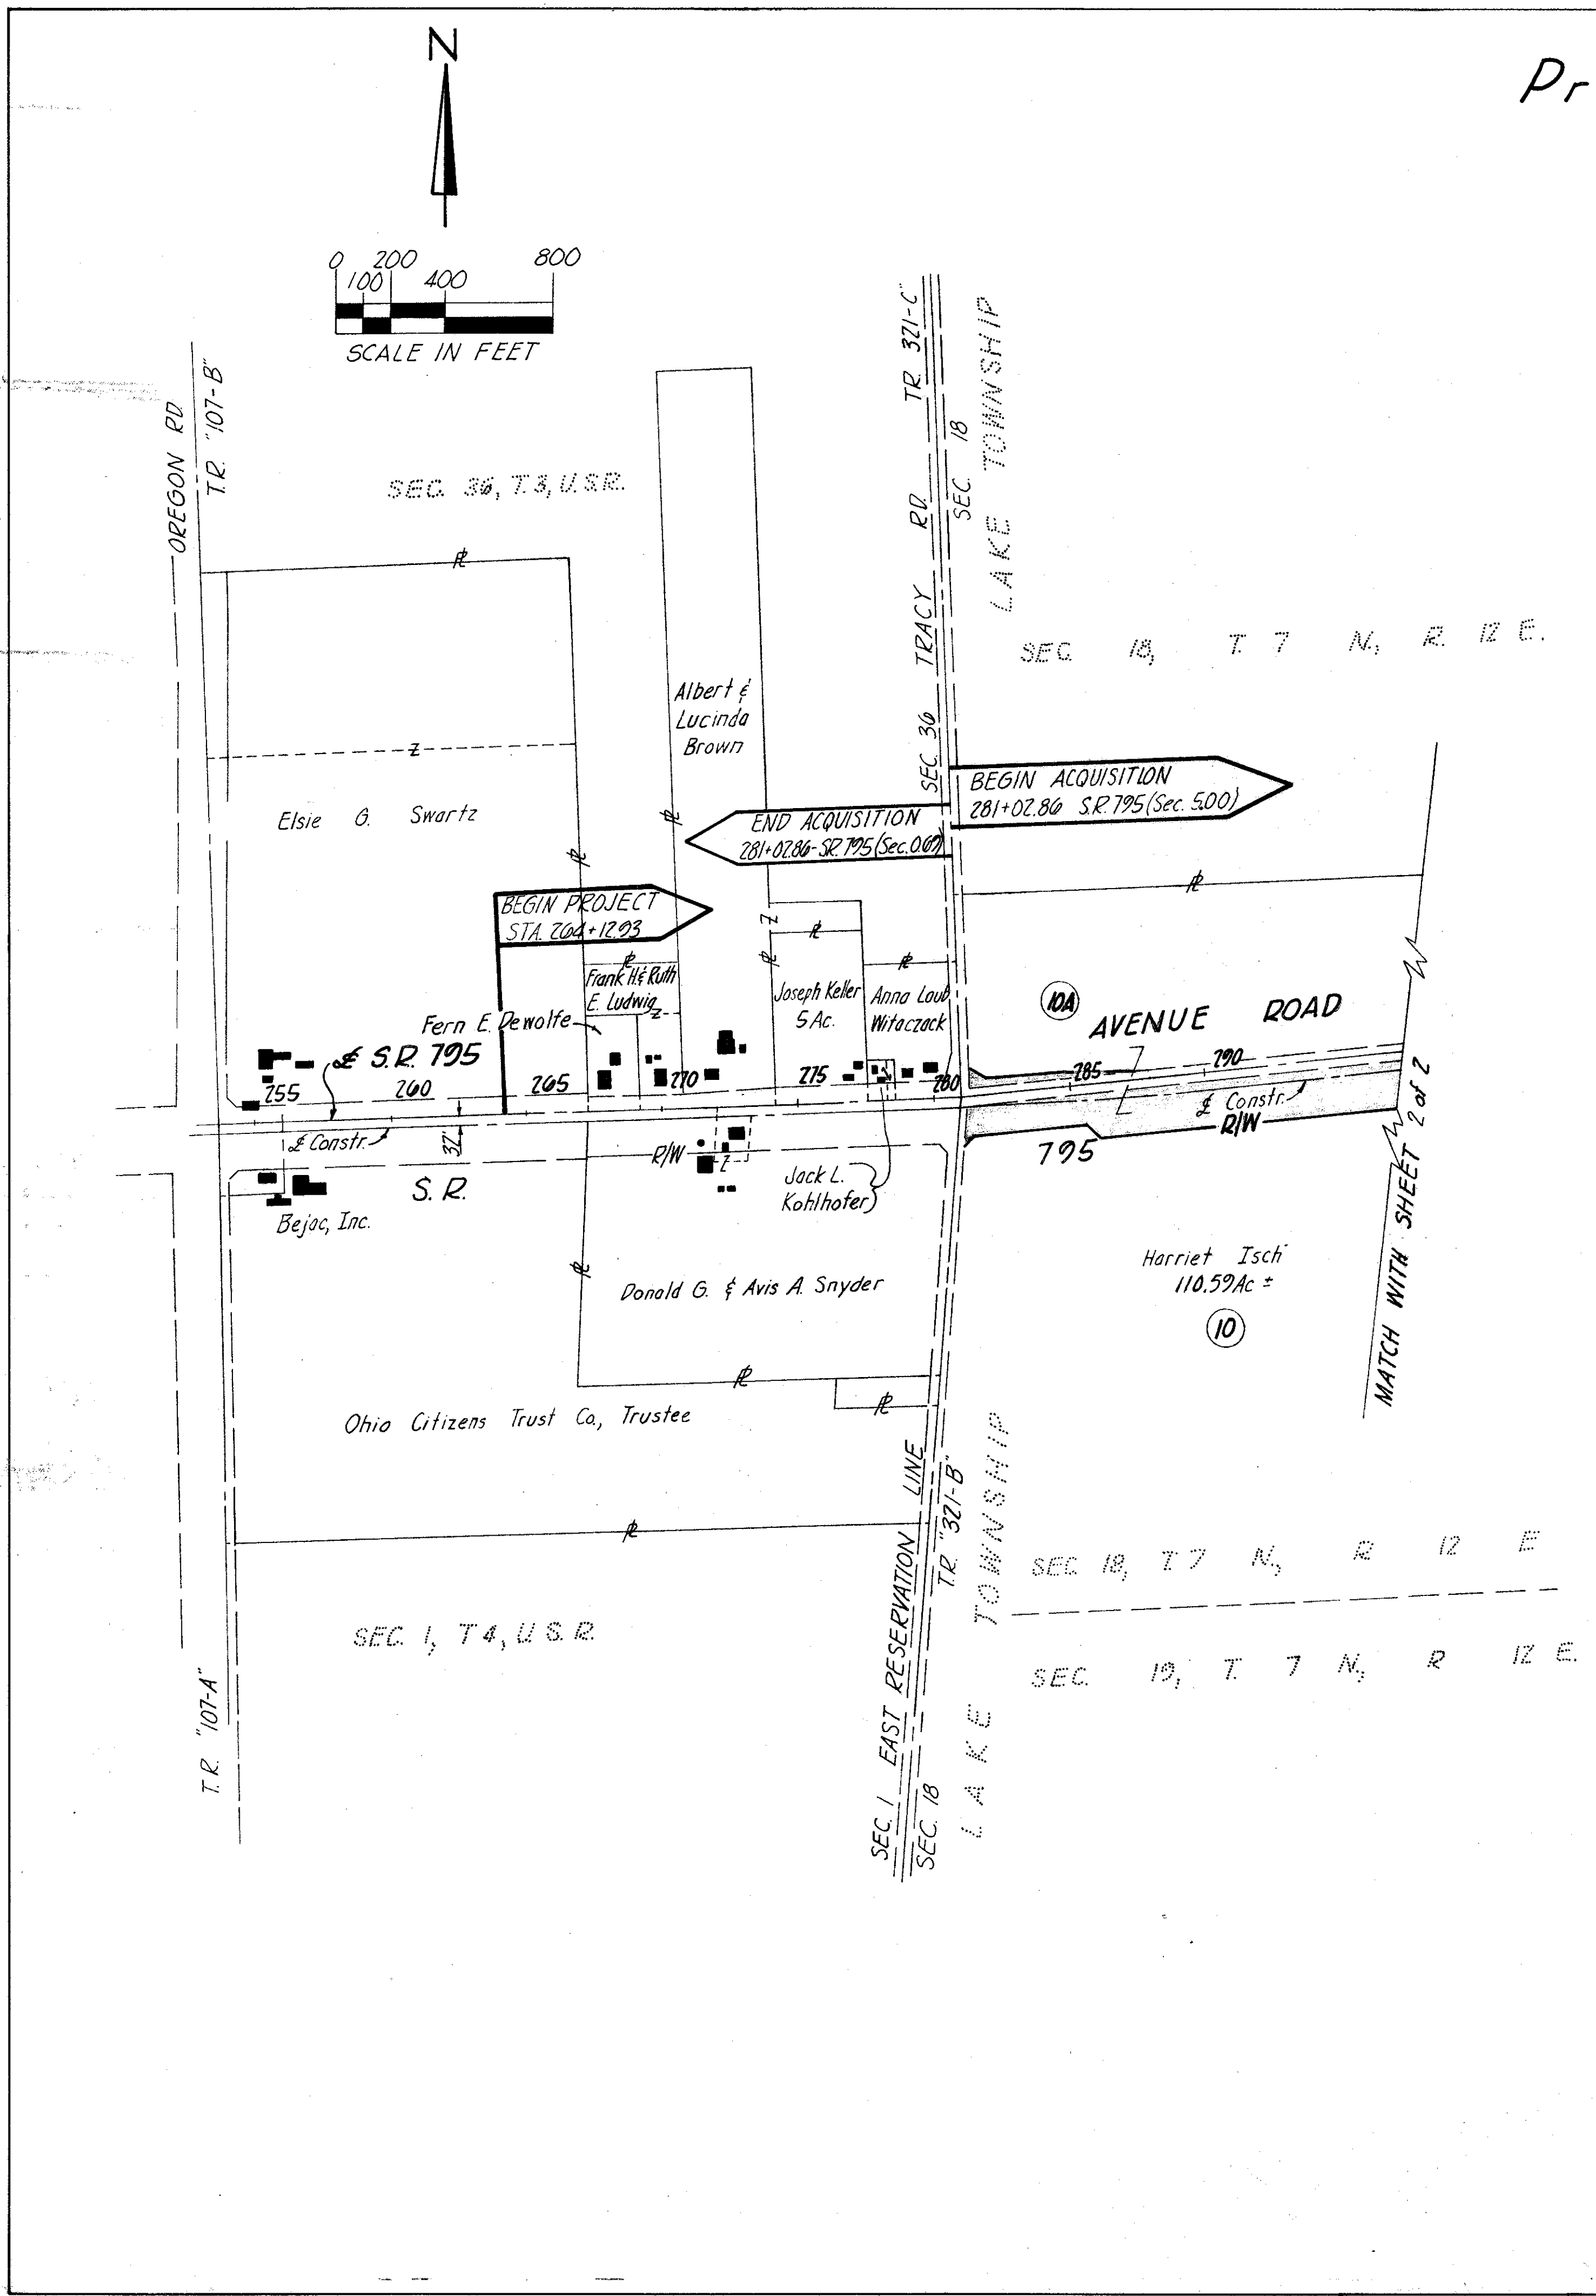 N
Pr
0 200 800
100 400
SCALE IN FEET
OREGON RD.
T.R. "107-B"
SEC. 36, T. 3, U.S.R.
TR. 321-C"
SEC. 36 TRACY RD.
SEC. 18
LAKE TOWNSHIP
SEC. 18, T. 7 N., R. 12 E.
Albert &
Lucinda
Brown
Elsie G. Swartz
BEGIN ACQUISITION
281+02.86 S.R. 795 (Sec. 5.00)
END ACQUISITION
281+02.86-S.R. 795 (Sec. 0.69)
BEGIN PROJECT
STA. 264+12.93
Frank H. & Ruth
E. Ludwig
Fern E. Dewolfe
Joseph Keller
5 Ac.
Anna Laub
Witaczack
10A
AVENUE ROAD
℄ S.R. 795
255 260 265 270 275 280 285 290
℄ Constr.
37'
℄ Constr.
R/W
R/W
795
S.R.
Bejac, Inc.
Jack L.
Kohlhofer
MATCH WITH SHEET 2 of 2
Harriet Isch
110.59 Ac ±
10
Donald G. & Avis A. Snyder
Ohio Citizens Trust Co., Trustee
SEC. 1 EAST RESERVATION LINE
T.R. "321-B"
SEC. 18
LAKE TOWNSHIP
SEC. 18, T. 7 N., R 12 E
SEC. 1, T 4, U. S. R.
SEC. 19, T. 7 N., R 12 E.
T.R. "107-A"